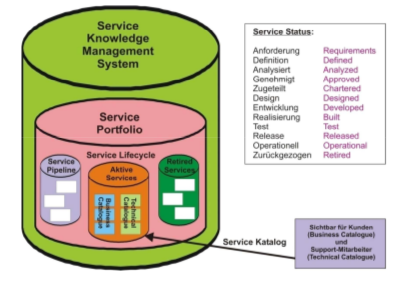 Service
Knowledge
Management
System
Service
Portfolio
Service Lifecycle
Service
Pipeline
Aktive
Services
Retired
Services
Business
Catalogue
Technical
Catalogue
Service Status:
Anforderung Requirements
Definition Defined
Analysiert Analyzed
Genehmigt Approved
Zugeteilt Chartered
Design Designed
Entwicklung Developed
Realisierung Built
Test Test
Release Released
Operationell Operational
Zurückgezogen Retired
Service Katalog
Sichtbar für Kunden
(Business Catalogue)
und
Support-Mitarbeiter
(Technical Catalogue)